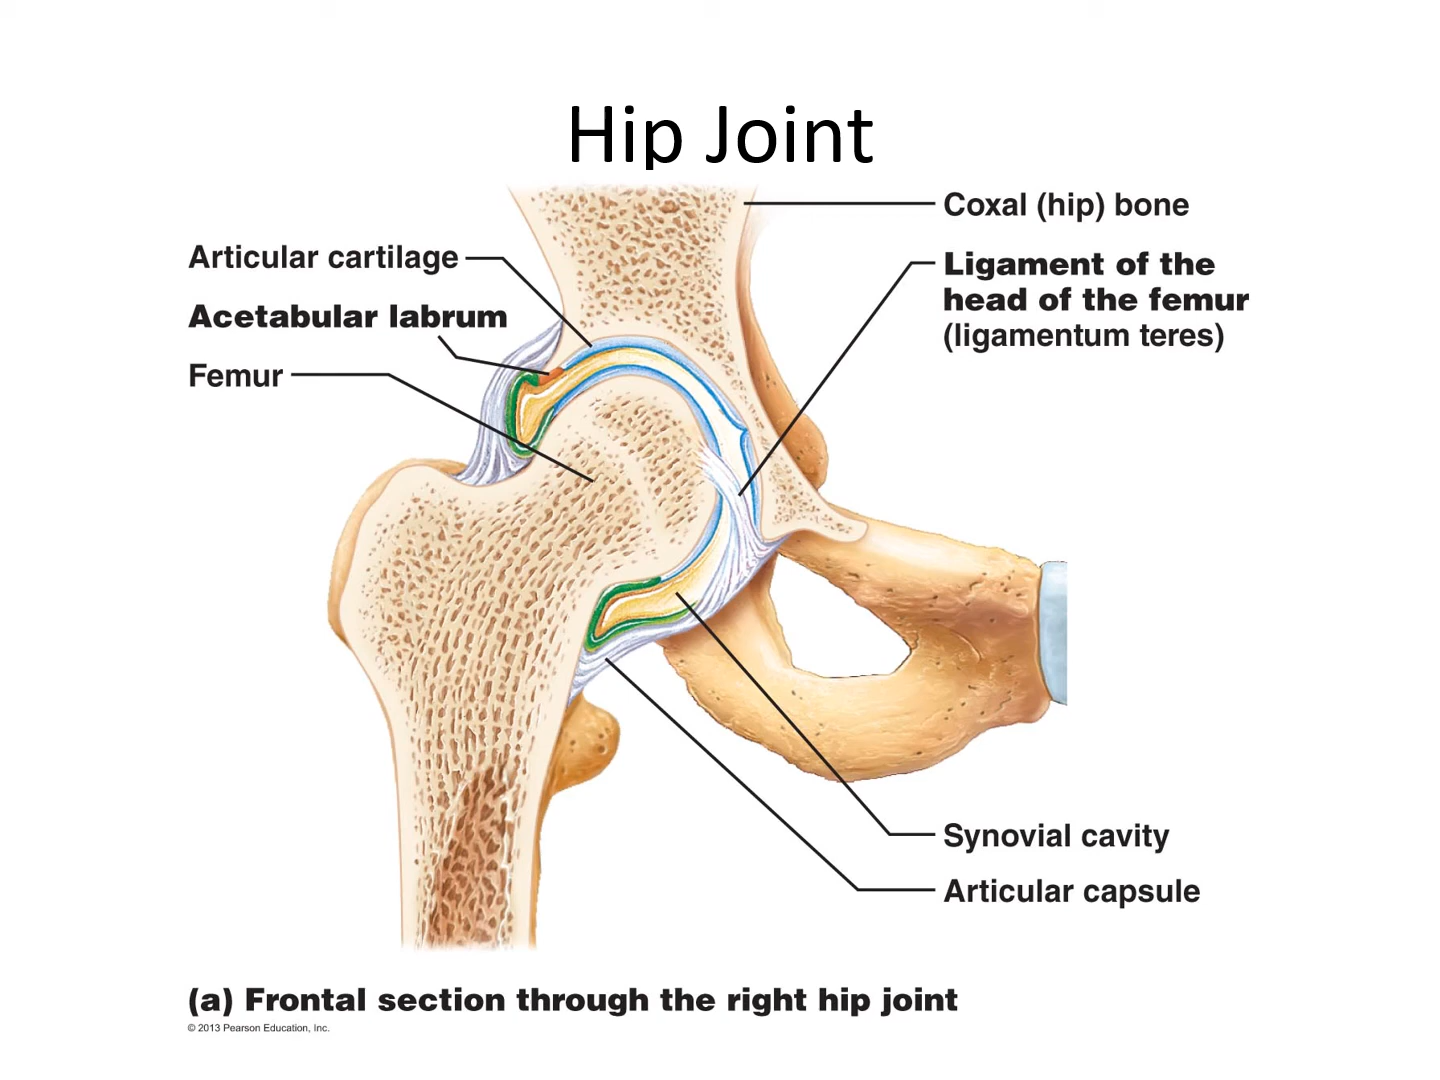 Hip Joint
Coxal (hip) bone
Articular cartilage
Ligament of the
head of the femur
(ligamentum teres)
Acetabular labrum
Femur
Synovial cavity
Articular capsule
(a) Frontal section through the right hip joint
© 2013 Pearson Education, Inc.